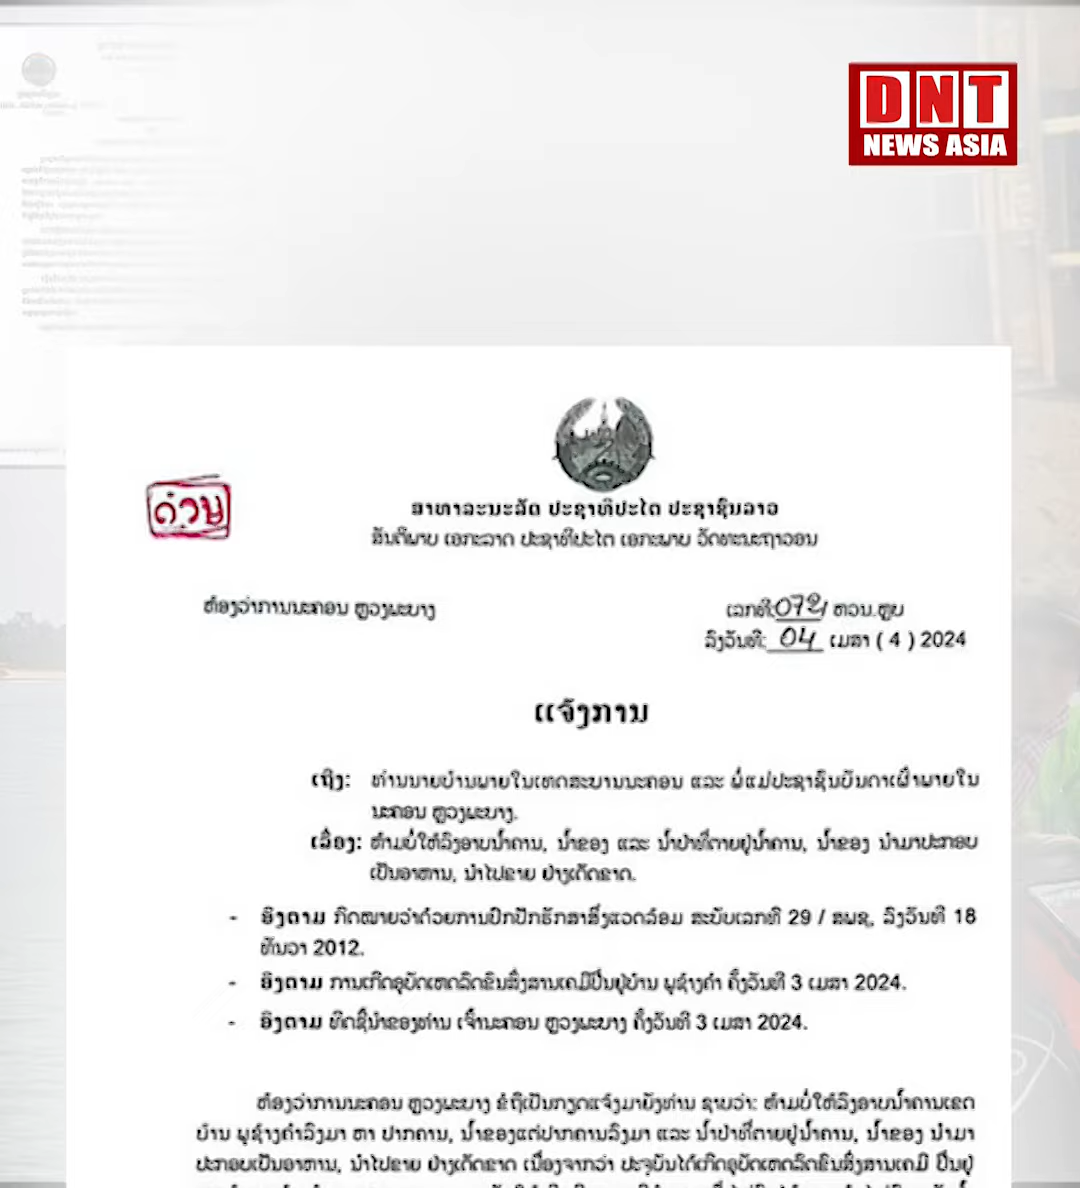 DNT
NEWS ASIA
ສາທາລະນະລັດ ປະຊາທິປະໄຕ ປະຊາຊົນລາວ
ສັນຕິພາບ ເອກະລາດ ປະຊາທິປະໄຕ ເອກະພາບ ວັດທະນະຖາວອນ
ດ່ວນ
ຫ້ອງວ່າການນະຄອນ ຫຼວງພະບາງ
ເລກທີ:072/ ຫວນ.ຫຼບ
ລົງວັນທີ: 04 ເມສາ ( 4 ) 2024
ແຈ້ງການ
ເຖິງ: ທ່ານນາຍບ້ານພາຍໃນເທດສະບານນະຄອນ ແລະ ພໍ່ແມ່ປະຊາຊົນບັນດາເຜົ່າພາຍໃນ
ນະຄອນ ຫຼວງພະບາງ.
ເລື່ອງ: ຫ້າມບໍ່ໃຫ້ລົງອາບນ້ຳຄານ, ນ້ຳຂອງ ແລະ ນ້ຳປາທີ່ຕາຍຢູ່ນ້ຳຄານ, ນ້ຳຂອງ ນຳມາປະກອບ
ເປັນອາຫານ, ນຳໄປຂາຍ ຢ່າງເດັດຂາດ.
- ອີງຕາມ ກົດໝາຍວ່າດ້ວຍການປົກປັກຮັກສາສິ່ງແວດລ້ອມ ສະບັບເລກທີ 29 / ສພຊ, ລົງວັນທີ 18
ທັນວາ 2012.
- ອີງຕາມ ການເກີດອຸບັດເຫດລົດຂົນສົ່ງສານເຄມີປີ້ນຢູ່ບ້ານ ພູຊ້າງຄຳ ຄັ້ງວັນທີ 3 ເມສາ 2024.
- ອີງຕາມ ທິດຊີ້ນຳຂອງທ່ານ ເຈົ້ານະຄອນ ຫຼວງພະບາງ ຄັ້ງວັນທີ 3 ເມສາ 2024.
ຫ້ອງວ່າການນະຄອນ ຫຼວງພະບາງ ຂໍຖືເປັນກຽດແຈ້ງມາຍັງທ່ານ ຊາບວ່າ: ຫ້າມບໍ່ໃຫ້ລົງອາບນ້ຳຄານເຂດ
ບ້ານ ພູຊ້າງຄຳລົງມາ ຫາ ປາກຄານ, ນ້ຳຂອງແຕ່ປາກຄານລົງມາ ແລະ ນ້ຳປາທີ່ຕາຍຢູ່ນ້ຳຄານ, ນ້ຳຂອງ ນຳມາ
ປະກອບເປັນອາຫານ, ນຳໄປຂາຍ ຢ່າງເດັດຂາດ ເນື່ອງຈາກວ່າ ປະຈຸບັນໄດ້ເກີດອຸບັດເຫດລົດຂົນສົ່ງສານເຄມີ ປີ້ນຢູ່